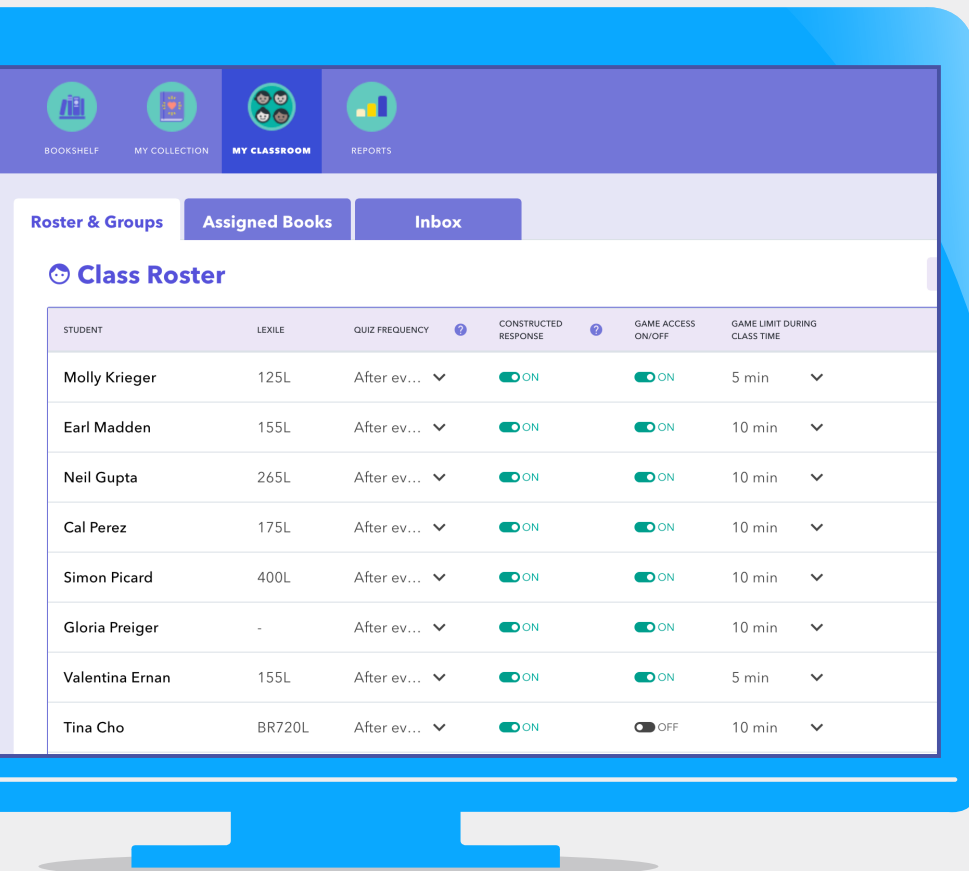 BOOKSHELF MY COLLECTION MY CLASSROOM REPORTS
Roster & Groups Assigned Books Inbox
Class Roster
STUDENT LEXILE QUIZ FREQUENCY ? CONSTRUCTED RESPONSE ? GAME ACCESS ON/OFF GAME LIMIT DURING CLASS TIME
Molly Krieger 125L After ev... ON ON 5 min
Earl Madden 155L After ev... ON ON 10 min
Neil Gupta 265L After ev... ON ON 10 min
Cal Perez 175L After ev... ON ON 10 min
Simon Picard 400L After ev... ON ON 10 min
Gloria Preiger - After ev... ON ON 10 min
Valentina Ernan 155L After ev... ON ON 5 min
Tina Cho BR720L After ev... ON OFF 10 min